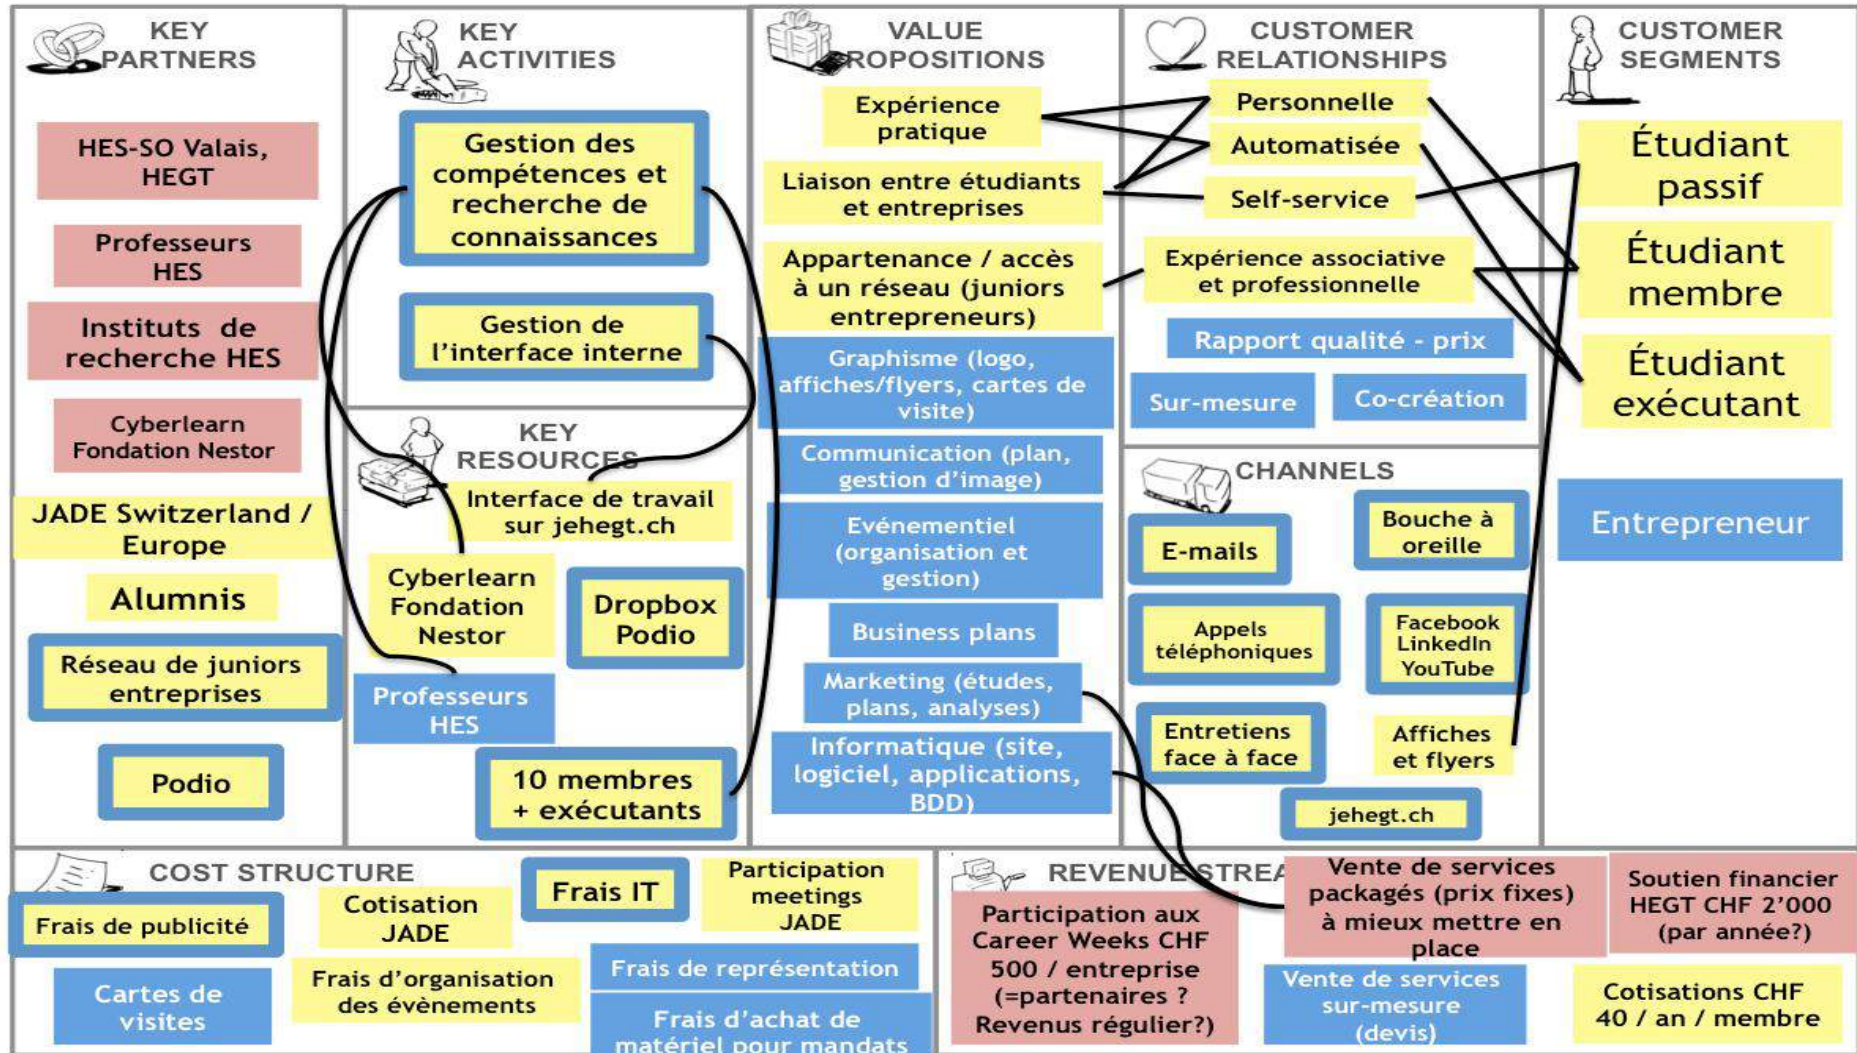 KEY
PARTNERS
HES-SO Valais,
HEGT
Professeurs
HES
Instituts de
recherche HES
Cyberlearn
Fondation Nestor
JADE Switzerland /
Europe
Alumnis
Réseau de juniors
entreprises
Podio
KEY
ACTIVITIES
Gestion des
compétences et
recherche de
connaissances
Gestion de
l'interface interne
KEY
RESOURCES
Interface de travail
sur jehegt.ch
Cyberlearn
Fondation
Nestor
Dropbox
Podio
Professeurs
HES
10 membres
+ exécutants
VALUE
ROPOSITIONS
Expérience
pratique
Liaison entre étudiants
et entreprises
Appartenance / accès
à un réseau (juniors
entrepreneurs)
Graphisme (logo,
affiches/flyers, cartes de
visite)
Communication (plan,
gestion d'image)
Evénementiel
(organisation et
gestion)
Business plans
Marketing (études,
plans, analyses)
Informatique (site,
logiciel, applications,
BDD)
CUSTOMER
RELATIONSHIPS
Personnelle
Automatisée
Self-service
Expérience associative
et professionnelle
Rapport qualité - prix
Sur-mesure
Co-création
CHANNELS
E-mails
Bouche à
oreille
Appels
téléphoniques
Facebook
LinkedIn
YouTube
Entretiens
face à face
Affiches
et flyers
jehegt.ch
CUSTOMER
SEGMENTS
Étudiant
passif
Étudiant
membre
Étudiant
exécutant
Entrepreneur
COST STRUCTURE
Frais de publicité
Cotisation
JADE
Frais IT
Participation
meetings
JADE
Cartes de
visites
Frais d'organisation
des évènements
Frais de représentation
Frais d'achat de
matériel pour mandats
REVENUE STREA
Participation aux
Career Weeks CHF
500 / entreprise
(=partenaires ?
Revenus régulier?)
Vente de services
packagés (prix fixes)
à mieux mettre en
place
Soutien financier
HEGT CHF 2'000
(par année?)
Vente de services
sur-mesure
(devis)
Cotisations CHF
40 / an / membre